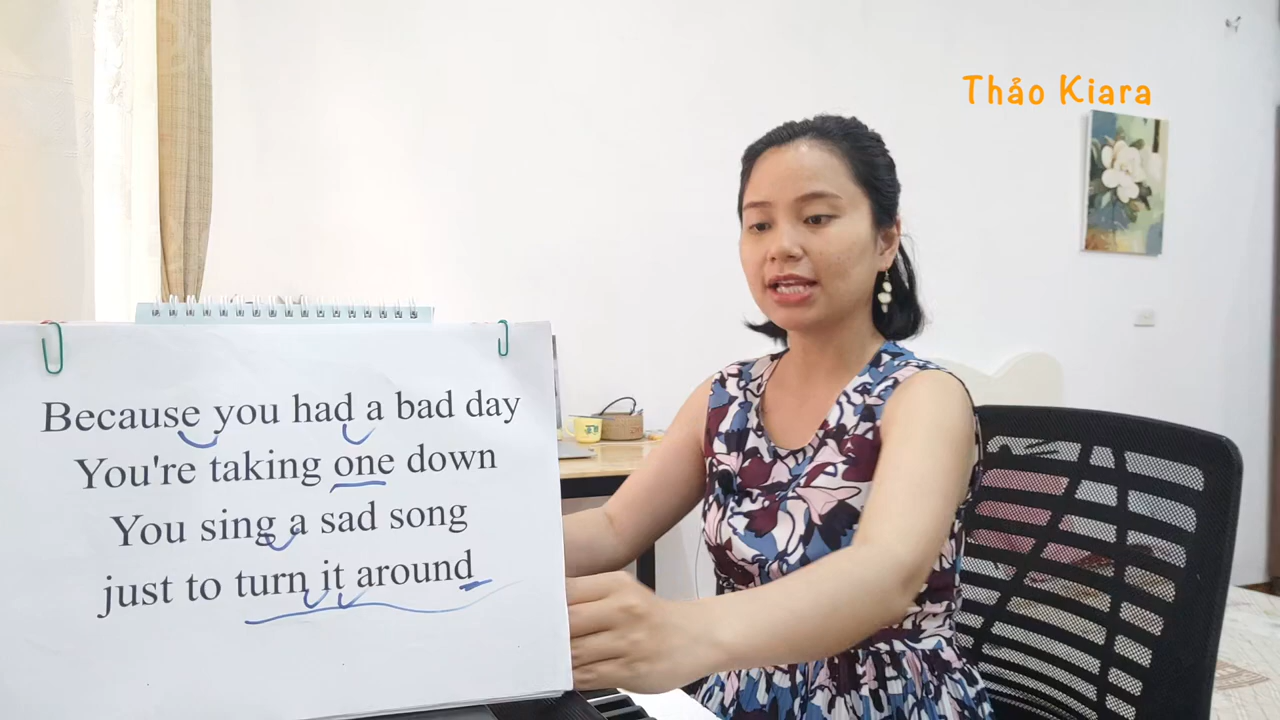 Thảo Kiara
Because you had a bad day
You're taking one down
You sing a sad song
just to turn it around